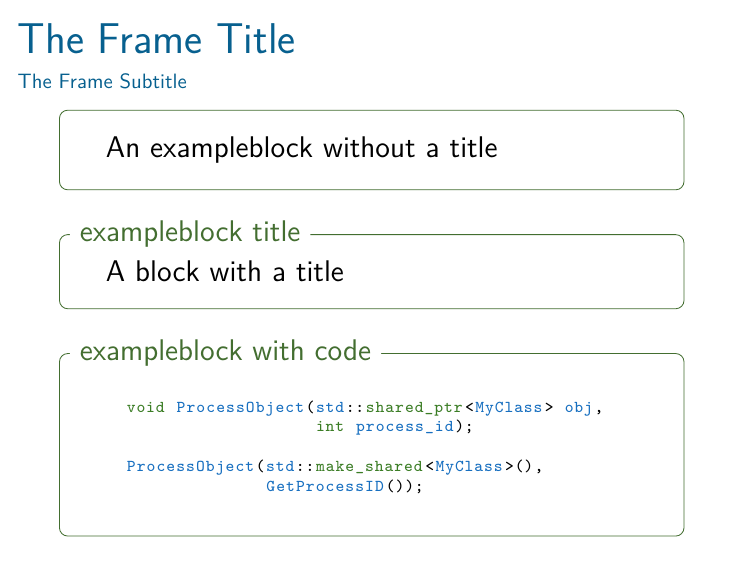 The Frame Title
The Frame Subtitle
An exampleblock without a title
exampleblock title
A block with a title
exampleblock with code
void ProcessObject(std::shared_ptr<MyClass> obj,
                   int process_id);
ProcessObject(std::make_shared<MyClass>(),
              GetProcessID());